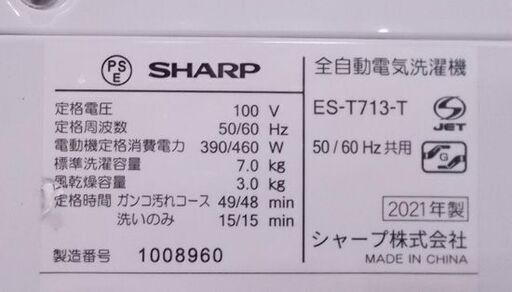 PS
E
SHARP
全自動電気洗濯機
定格電圧 100 V
ES-T713-T
S
JET
定格周波数 50/60 Hz
電動機定格消費電力 390/460 W
50/60 Hz 共用
G
標準洗濯容量 7.0 kg
風乾燥容量 3.0 kg
定格時間 ガンコ汚れコース 49/48 min
2021年製
洗いのみ 15/15 min
シャープ株式会社
製造番号 1008960
MADE IN CHINA